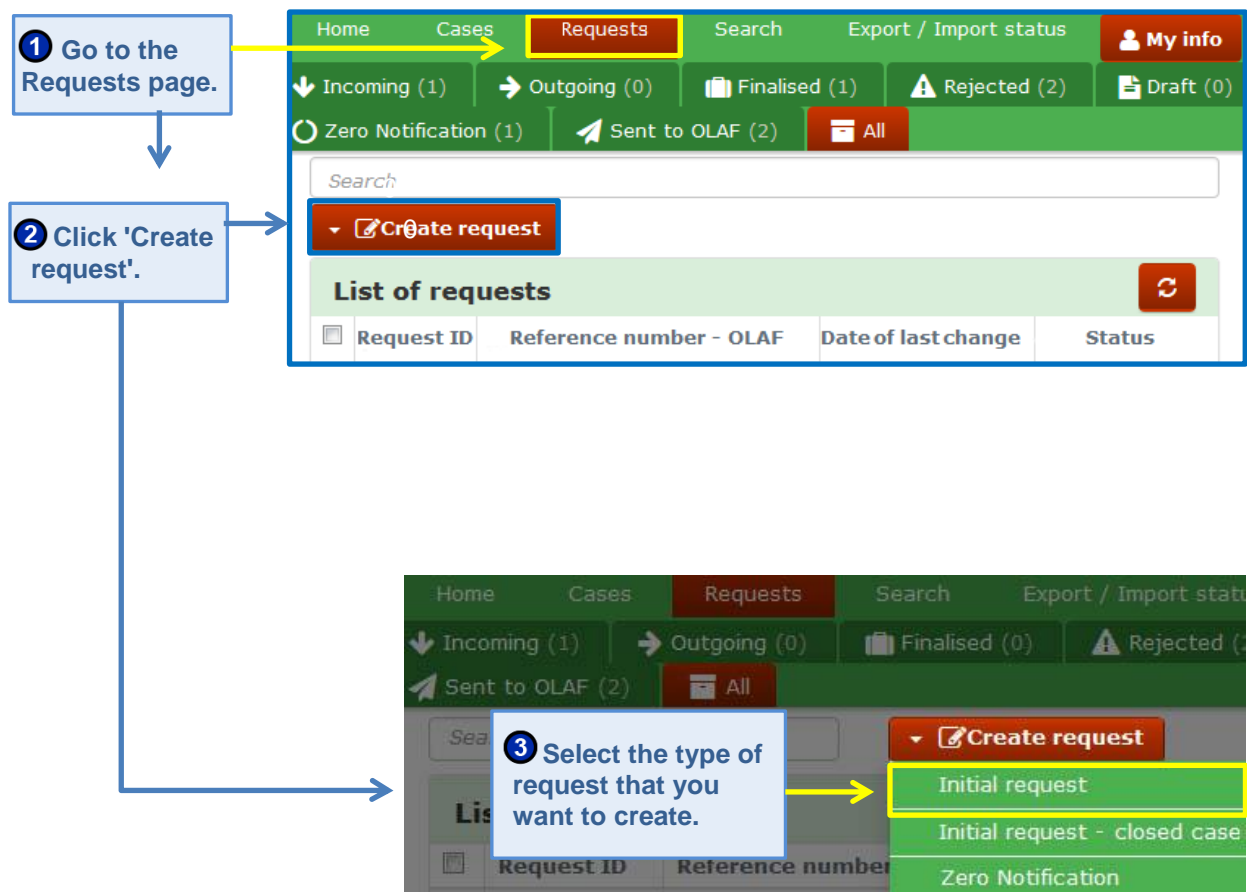 1 Go to the
Requests page.
Home Cases Requests Search Export / Import status My info
Incoming (1) Outgoing (0) Finalised (1) Rejected (2) Draft (0)
Zero Notification (1) Sent to OLAF (2) All
Search
2 Click 'Create
request'.
Create request
List of requests
Request ID Reference number - OLAF Date of last change Status
Home Cases Requests Search Export / Import statu
Incoming (1) Outgoing (0) Finalised (0) Rejected (2
Sent to OLAF (2) All
Sea
3 Select the type of
request that you
want to create.
Create request
Initial request
Lis
Initial request - closed case
Request ID Reference number
Zero Notification